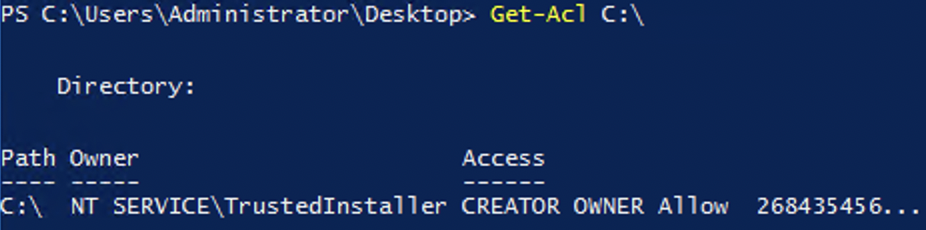 PS C:\Users\Administrator\Desktop> Get-Acl C:\
Directory:
Path Owner Access
---- ----- ------
C:\ NT SERVICE\TrustedInstaller CREATOR OWNER Allow 268435456...